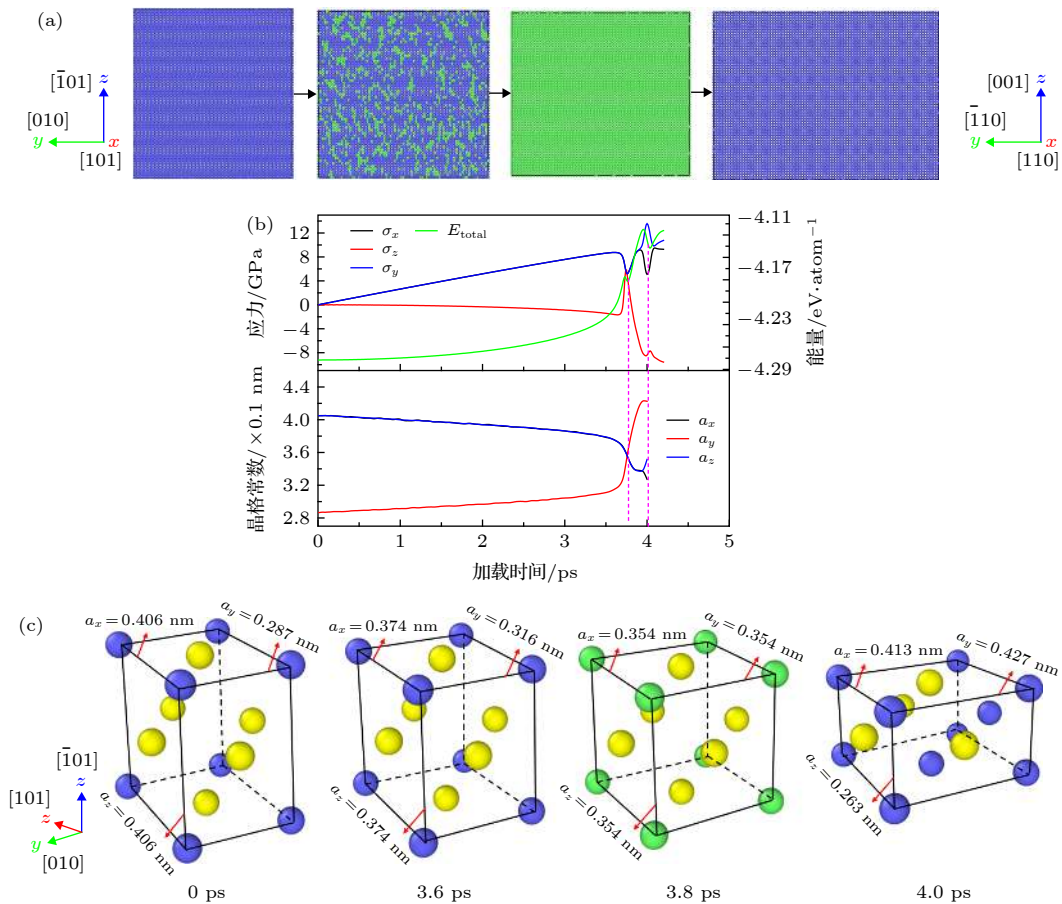 (a)
[1̄01]
z
[010]
y
x
[101]
[001]
z
[1̄10]
y
x
[110]
(b)
σx
Etotal
σz
σy
应力/GPa
12
8
4
0
−4
−8
−4.11
−4.17
−4.23
−4.29
能量/eV·atom⁻¹
晶格常数/×0.1 nm
4.4
4.0
3.6
3.2
2.8
ax
ay
az
0
1
2
3
4
5
加载时间/ps
(c)
ax=0.406 nm
ay=0.287 nm
az=0.406 nm
ax=0.374 nm
ay=0.316 nm
az=0.374 nm
ax=0.354 nm
ay=0.354 nm
az=0.354 nm
ax=0.413 nm
ay=0.427 nm
az=0.263 nm
[1̄01]
z
[101]
z
y
[010]
0 ps
3.6 ps
3.8 ps
4.0 ps